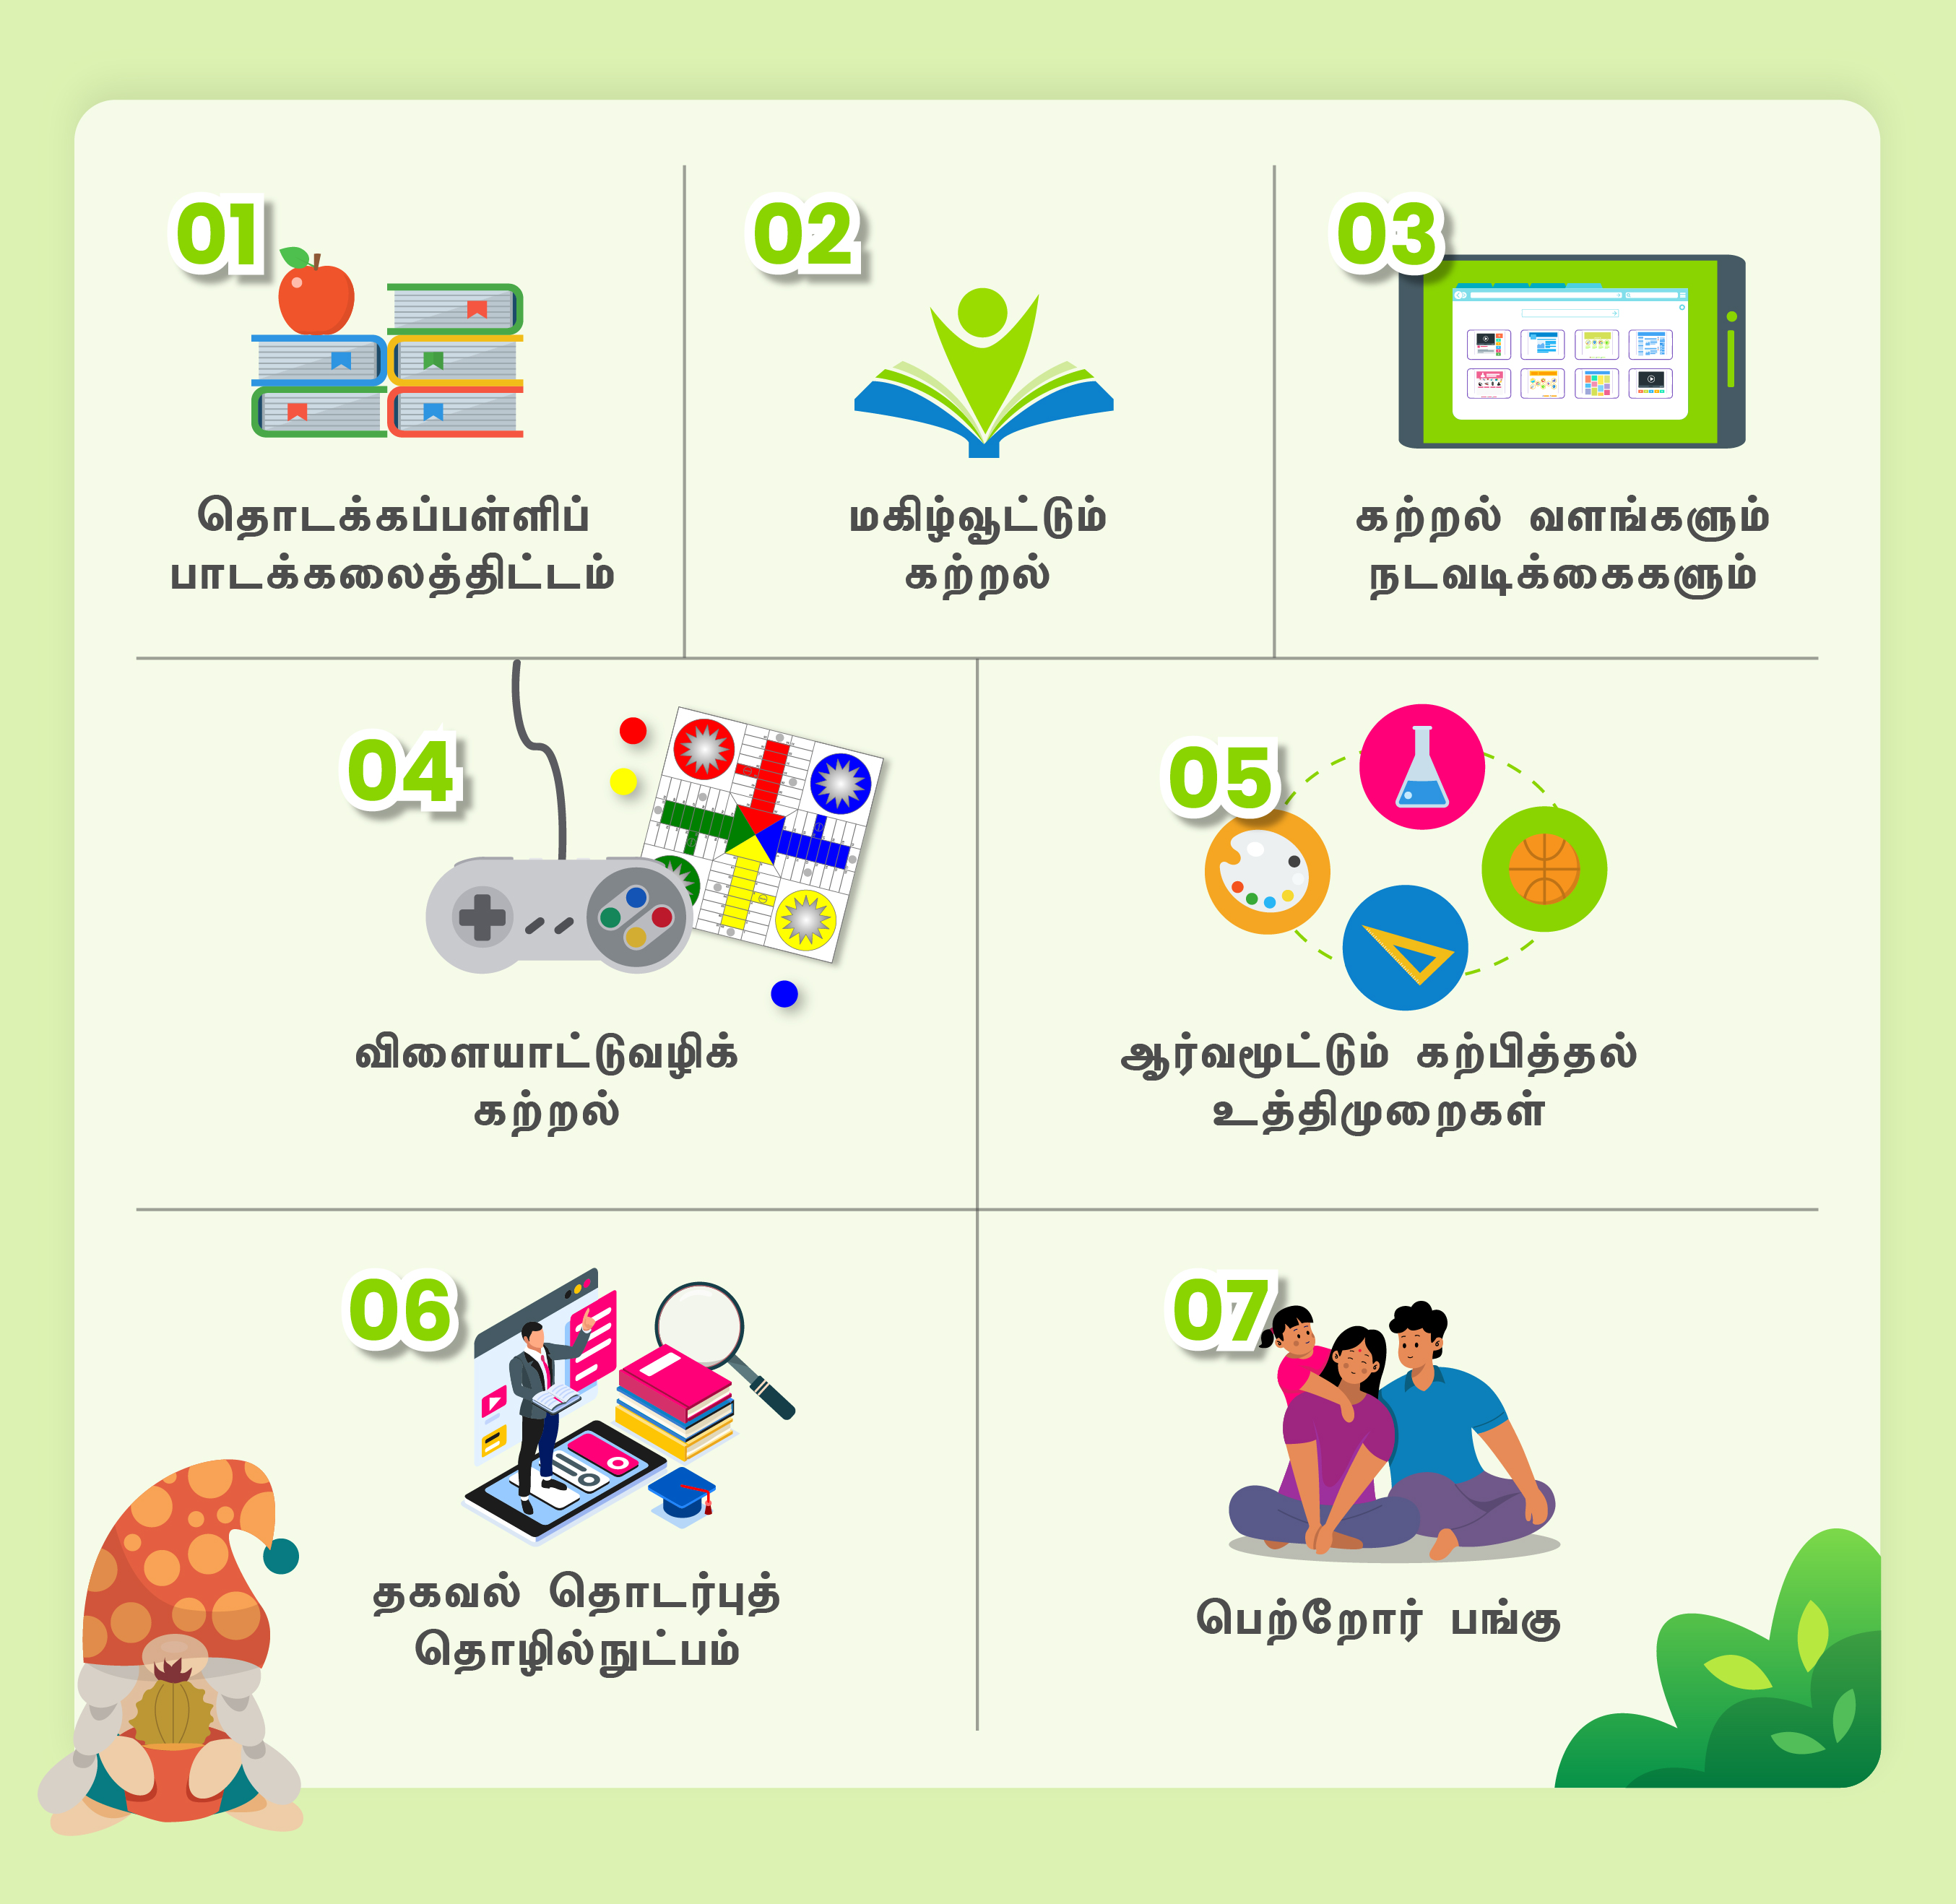 01
தொடக்கப்பள்ளிப்
பாடக்கலைத்திட்டம்
02
மகிழ்வூட்டும்
கற்றல்
03
கற்றல் வளங்களும்
நடவடிக்கைகளும்
04
விளையாட்டுவழிக்
கற்றல்
05
ஆர்வமூட்டும் கற்பித்தல்
உத்திமுறைகள்
06
தகவல் தொடர்புத்
தொழில்நுட்பம்
07
பெற்றோர் பங்கு